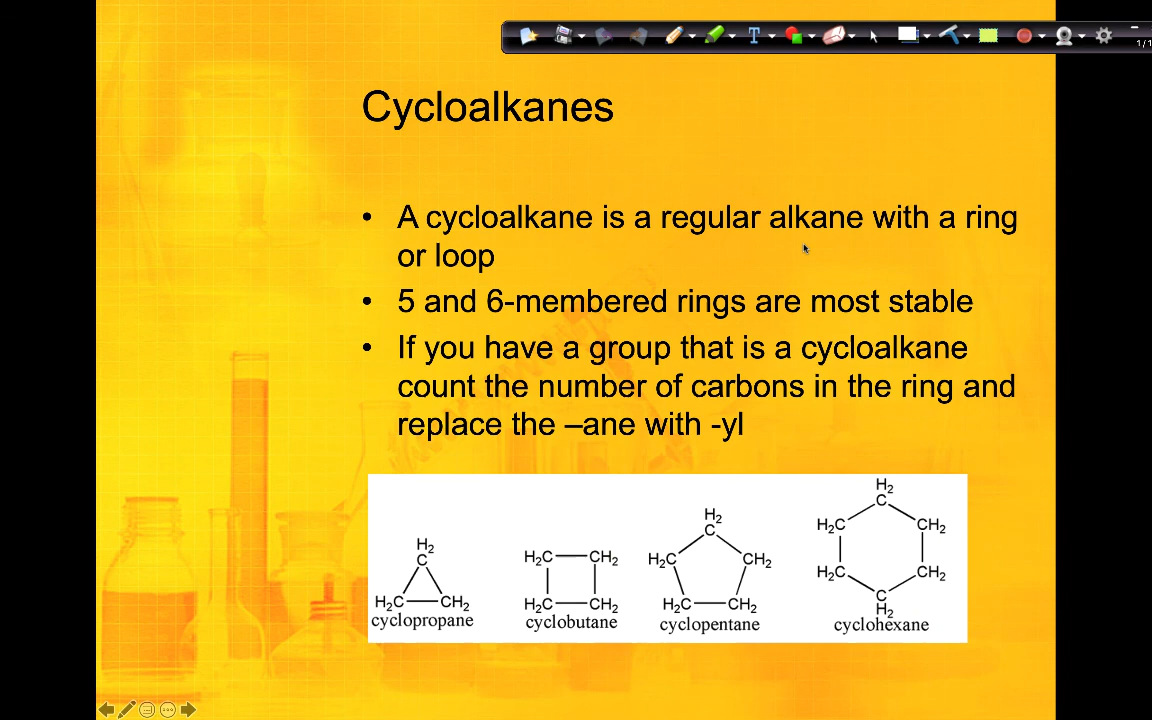 1/1
Cycloalkanes
• A cycloalkane is a regular alkane with a ring
or loop
• 5 and 6-membered rings are most stable
• If you have a group that is a cycloalkane
count the number of carbons in the ring and
replace the –ane with -yl
H2
C
H2C CH2
cyclopropane
H2C CH2
H2C CH2
cyclobutane
H2
C
H2C CH2
H2C CH2
cyclopentane
H2
C
H2C CH2
H2C CH2
C
H2
cyclohexane